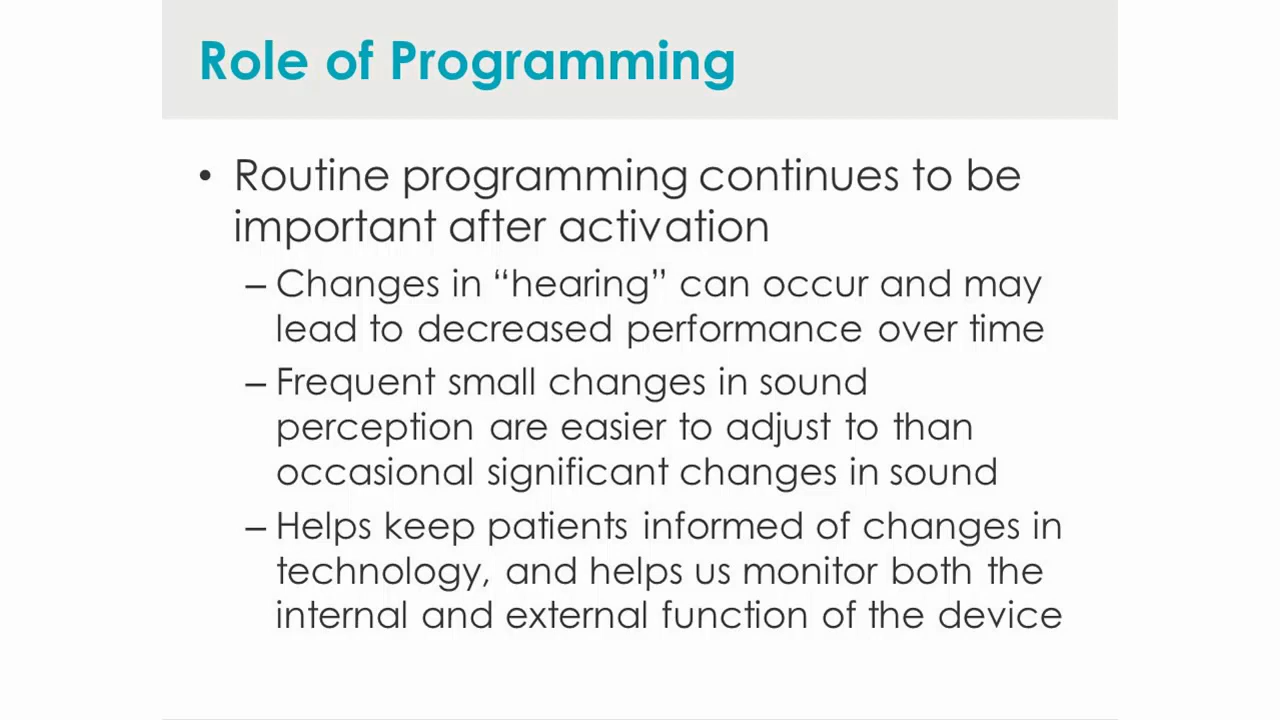 Role of Programming
• Routine programming continues to be
important after activation
– Changes in “hearing” can occur and may
lead to decreased performance over time
– Frequent small changes in sound
perception are easier to adjust to than
occasional significant changes in sound
– Helps keep patients informed of changes in
technology, and helps us monitor both the
internal and external function of the device